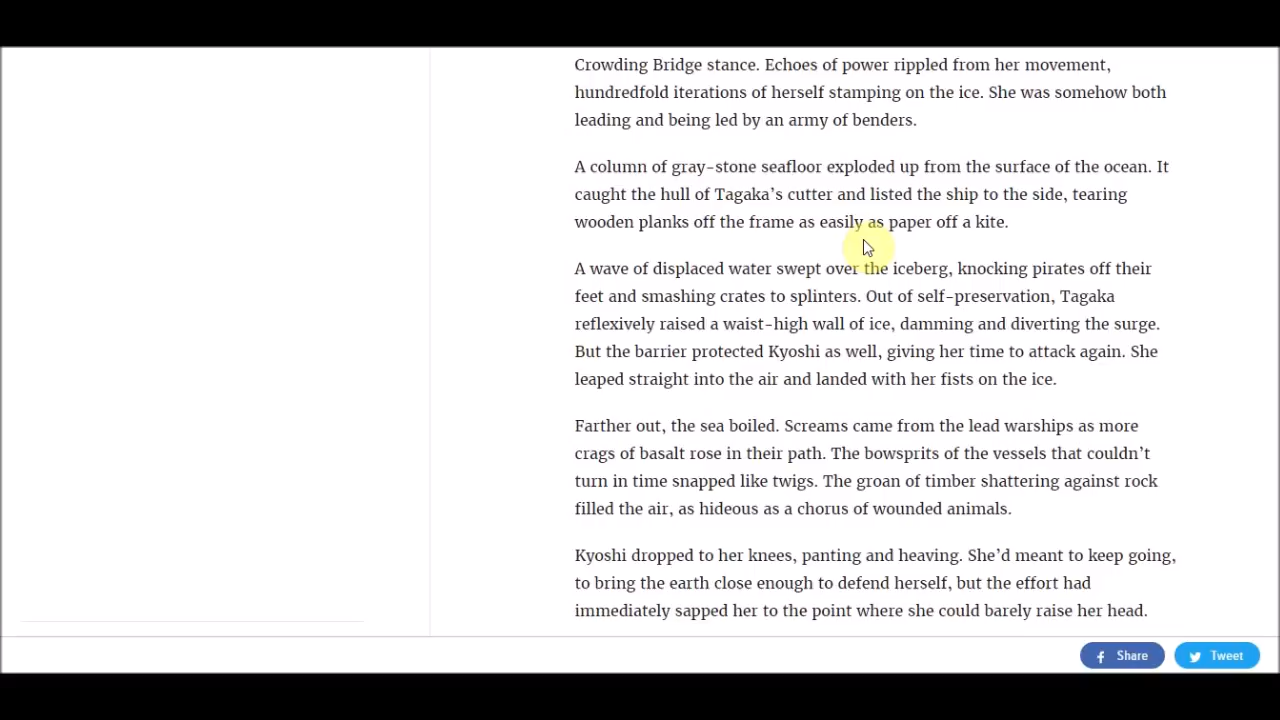 Crowding Bridge stance. Echoes of power rippled from her movement,
hundredfold iterations of herself stamping on the ice. She was somehow both
leading and being led by an army of benders.
A column of gray-stone seafloor exploded up from the surface of the ocean. It
caught the hull of Tagaka’s cutter and listed the ship to the side, tearing
wooden planks off the frame as easily as paper off a kite.
A wave of displaced water swept over the iceberg, knocking pirates off their
feet and smashing crates to splinters. Out of self-preservation, Tagaka
reflexively raised a waist-high wall of ice, damming and diverting the surge.
But the barrier protected Kyoshi as well, giving her time to attack again. She
leaped straight into the air and landed with her fists on the ice.
Farther out, the sea boiled. Screams came from the lead warships as more
crags of basalt rose in their path. The bowsprits of the vessels that couldn’t
turn in time snapped like twigs. The groan of timber shattering against rock
filled the air, as hideous as a chorus of wounded animals.
Kyoshi dropped to her knees, panting and heaving. She’d meant to keep going,
to bring the earth close enough to defend herself, but the effort had
immediately sapped her to the point where she could barely raise her head.
Share
Tweet